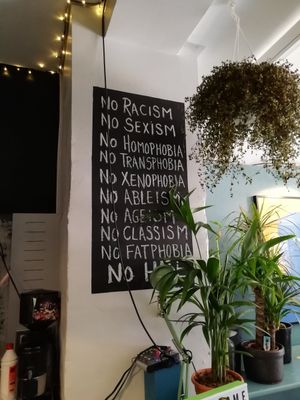 No Racism
No Sexism
No Homophobia
No Transphobia
No Xenophobia
No Ableism
No Ageism
No Classism
No Fatphobia
No